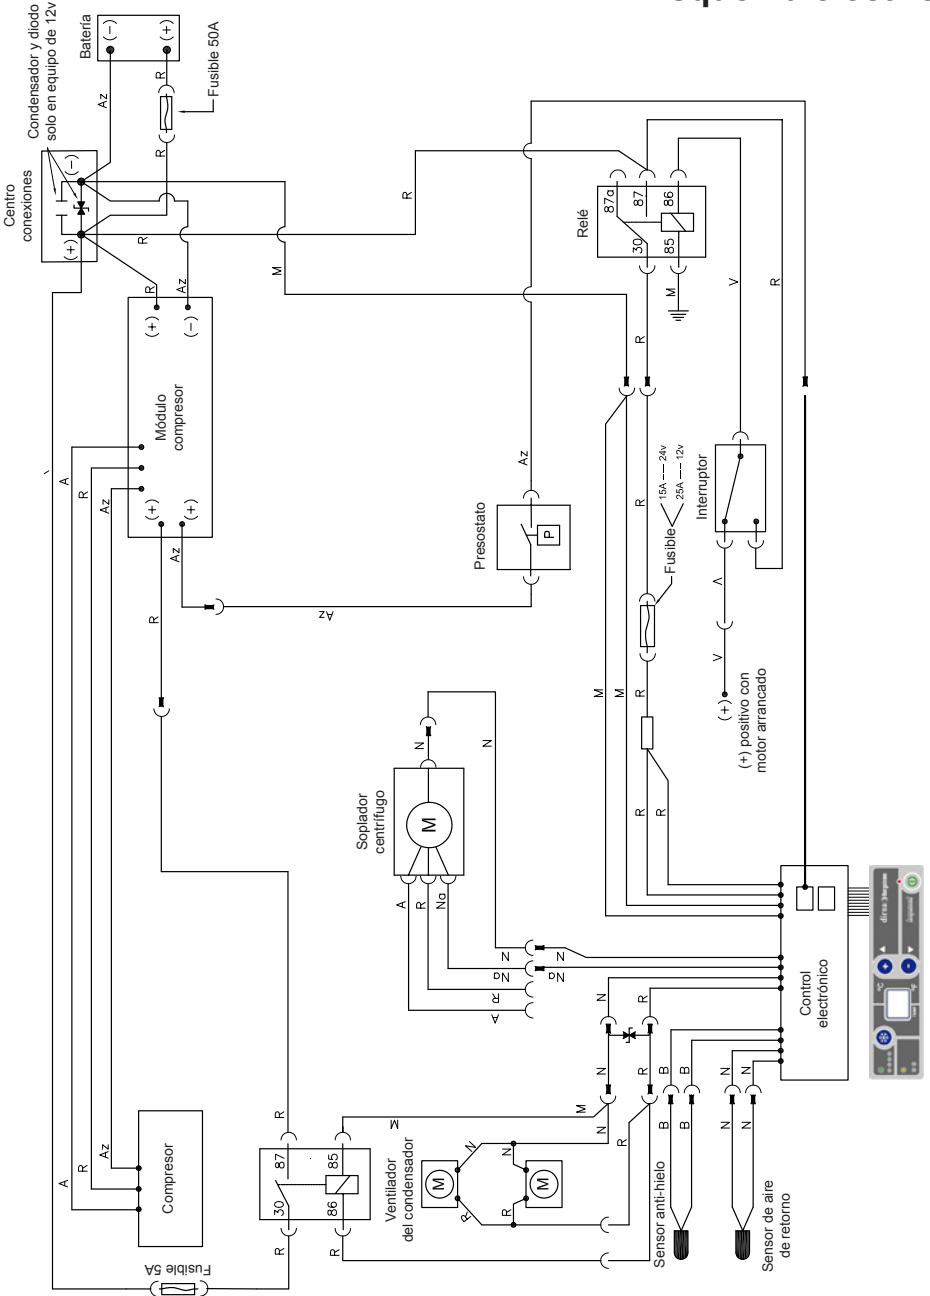 Condensador y diodo
solo en equipo de 12v
Batería
(-)
(+)
R
Az
Fusible 50A
R
Centro
conexiones
(-)
(+)
R
R
M
R
Az
(+)
(-)
Módulo
compresor
(+)
(+)
A
R
Az
Az
R
Az
Presostato
P
Az
Relé
87a
87
86
30
85
M
R
V
R
R
Fusible
15A --- 24v
25A --- 12v
Interruptor
V
V
(+)
(+) positivo con
motor arrancado
M
M
R
R
R
Soplador
centrífugo
M
N
N
A
R
Na
N
Na
R
A
N
Na
N
R
N
R
B
B
N
N
B
B
N
N
Control
electrónico
°C
°F
dirna
Compresor
A
R
Az
R
87
85
30
86
R
R
M
M
Ventilador
del condensador
M
M
N
N
R
R
N
R
Sensor anti-hielo
Sensor de aire
de retorno
Fusible 5A